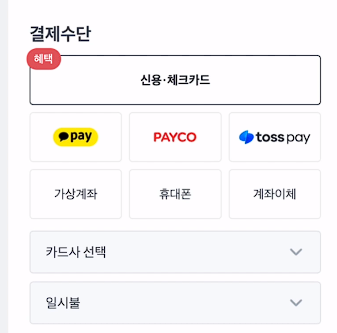 결제수단
혜택
신용·체크카드
pay
PAYCO
toss pay
가상계좌
휴대폰
계좌이체
카드사 선택
일시불